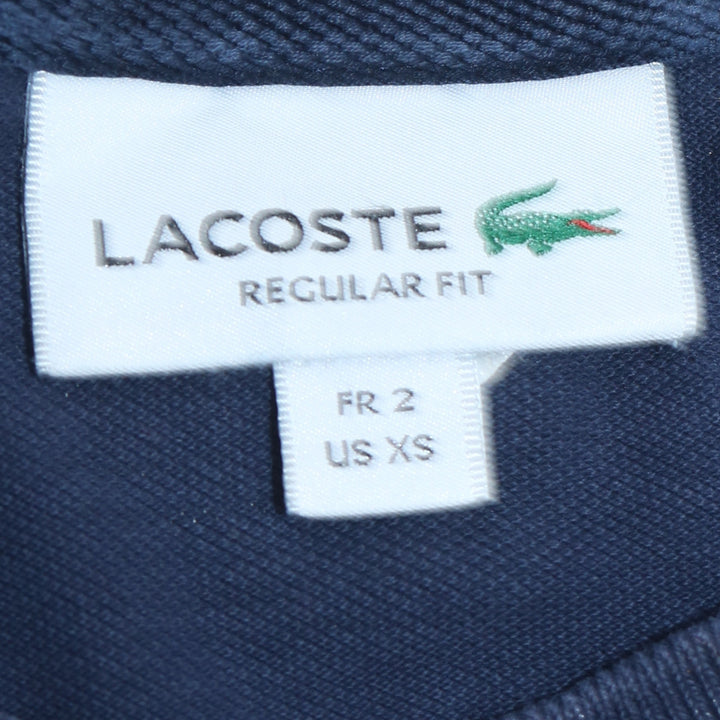 LACOSTE
REGULAR FIT
FR 2
US XS